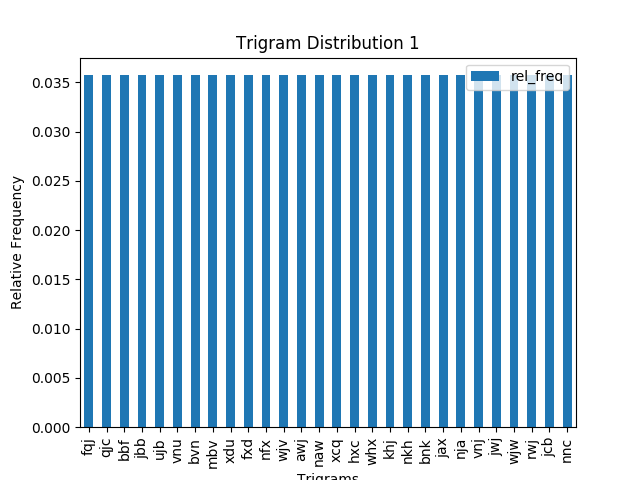 Trigram Distribution 1
rel_freq
Relative Frequency
0.035
0.030
0.025
0.020
0.015
0.010
0.005
0.000
fqj
qjc
bbf
jbb
ujb
vnu
bvn
mbv
xdu
fxd
nfx
wjv
awj
naw
xcq
hxc
whx
khj
nkh
bnk
jax
nja
vnj
jwj
wjw
rwj
jcb
nnc
Trigrams